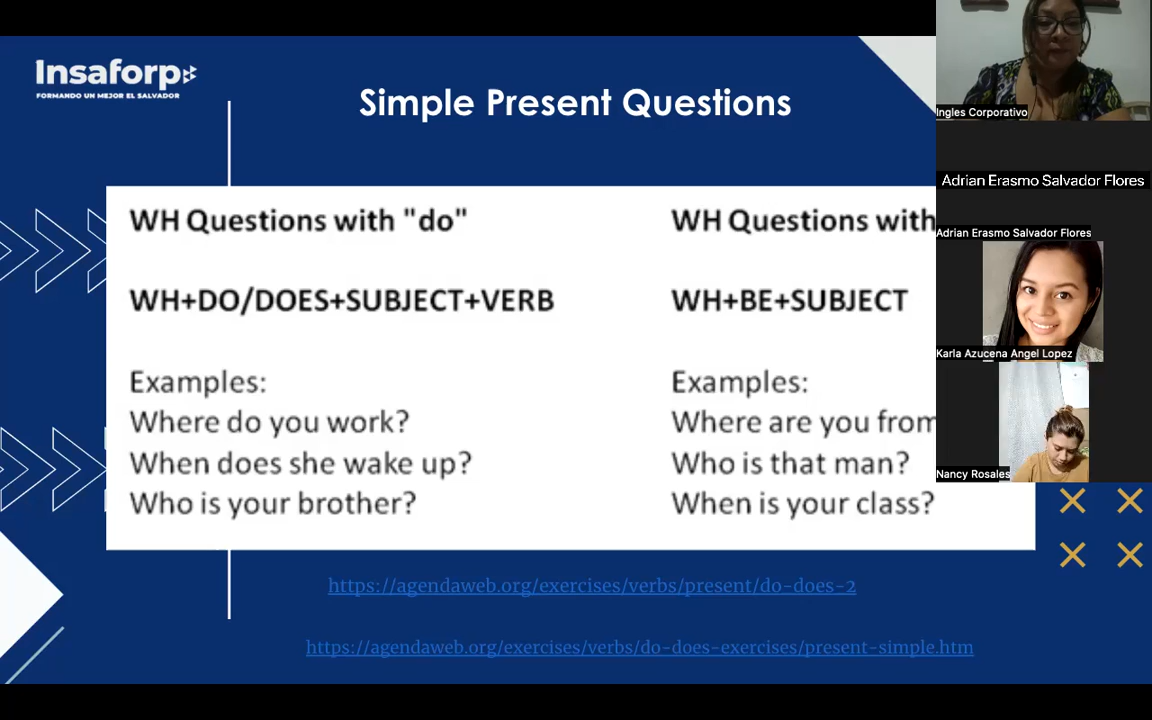 Insaforp
FORMANDO UN MEJOR EL SALVADOR
Simple Present Questions
WH Questions with "do"
WH+DO/DOES+SUBJECT+VERB
Examples:
Where do you work?
When does she wake up?
Who is your brother?
WH Questions with
WH+BE+SUBJECT
Examples:
Where are you from
Who is that man?
When is your class?
https://agendaweb.org/exercises/verbs/present/do-does-2
https://agendaweb.org/exercises/verbs/do-does-exercises/present-simple.htm
Ingles Corporativo
Adrian Erasmo Salvador Flores
Adrian Erasmo Salvador Flores
Karla Azucena Angel Lopez
Nancy Rosales